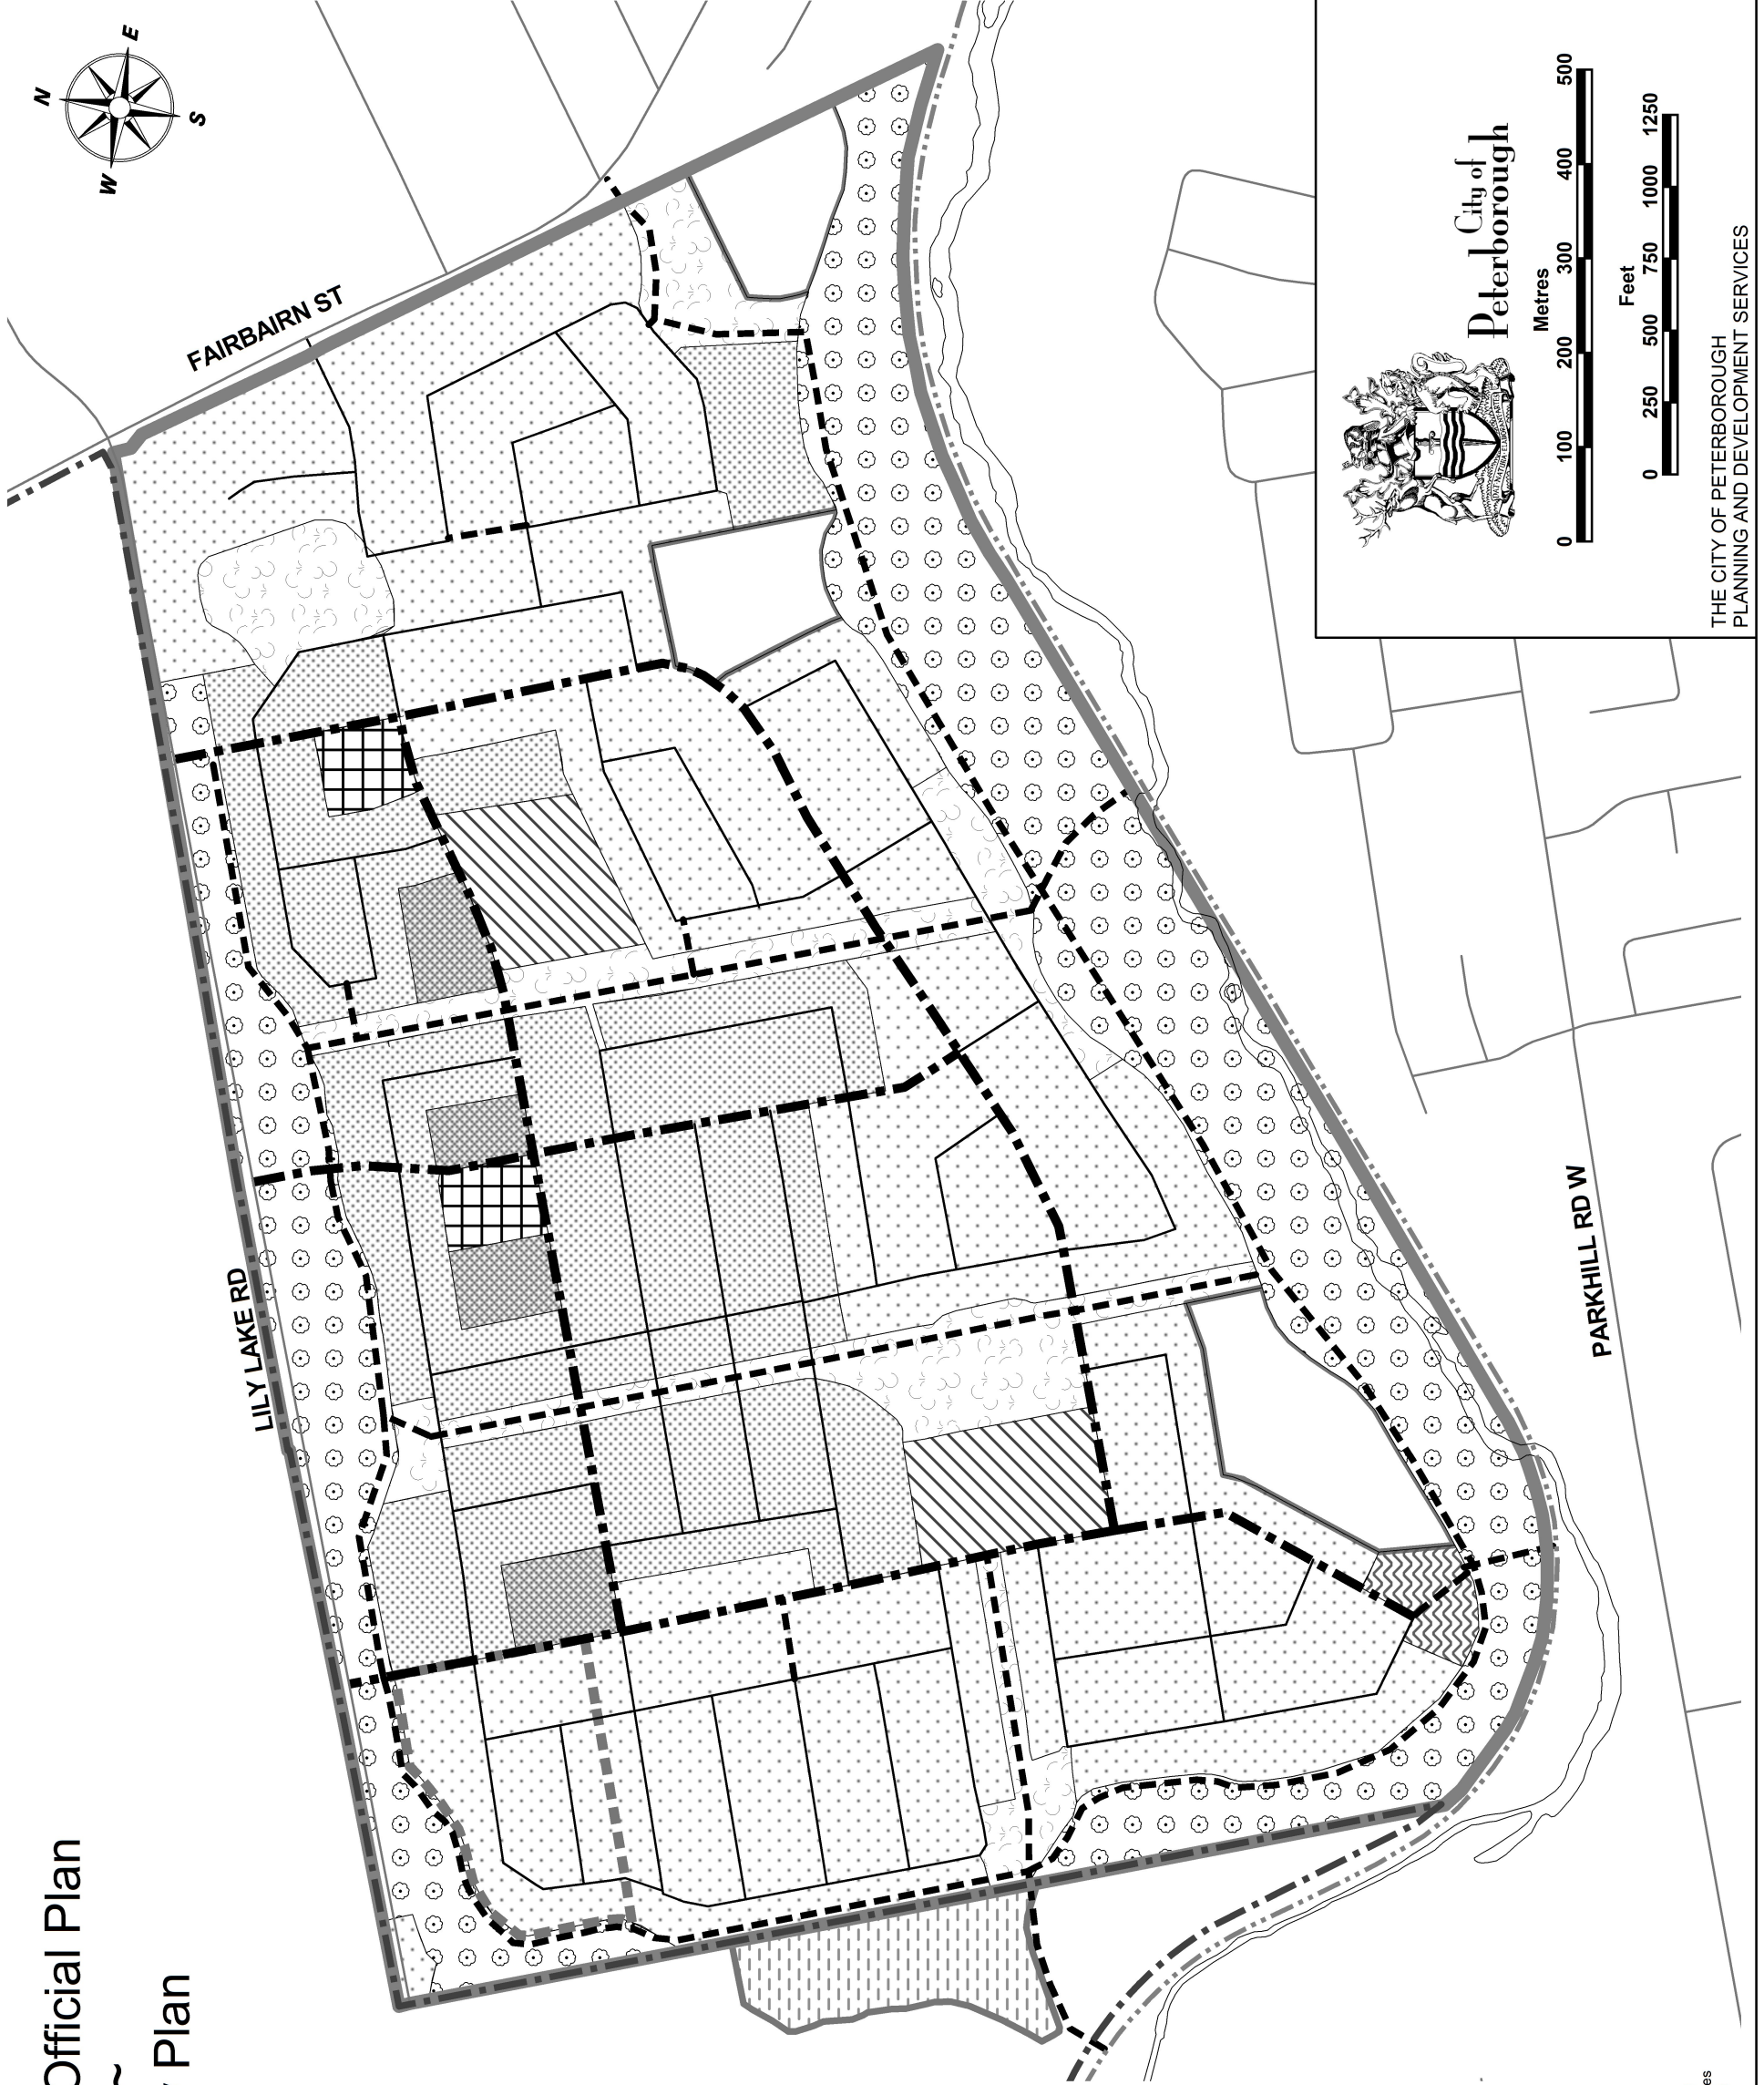 Official Plan
~
Plan
N
E
S
W
FAIRBAIRN ST
LILY LAKE RD
PARKHILL RD W
City of
Peterborough
Metres
0 100 200 300 400 500
Feet
0 250 500 750 1000 1250
THE CITY OF PETERBOROUGH
PLANNING AND DEVELOPMENT SERVICES
es